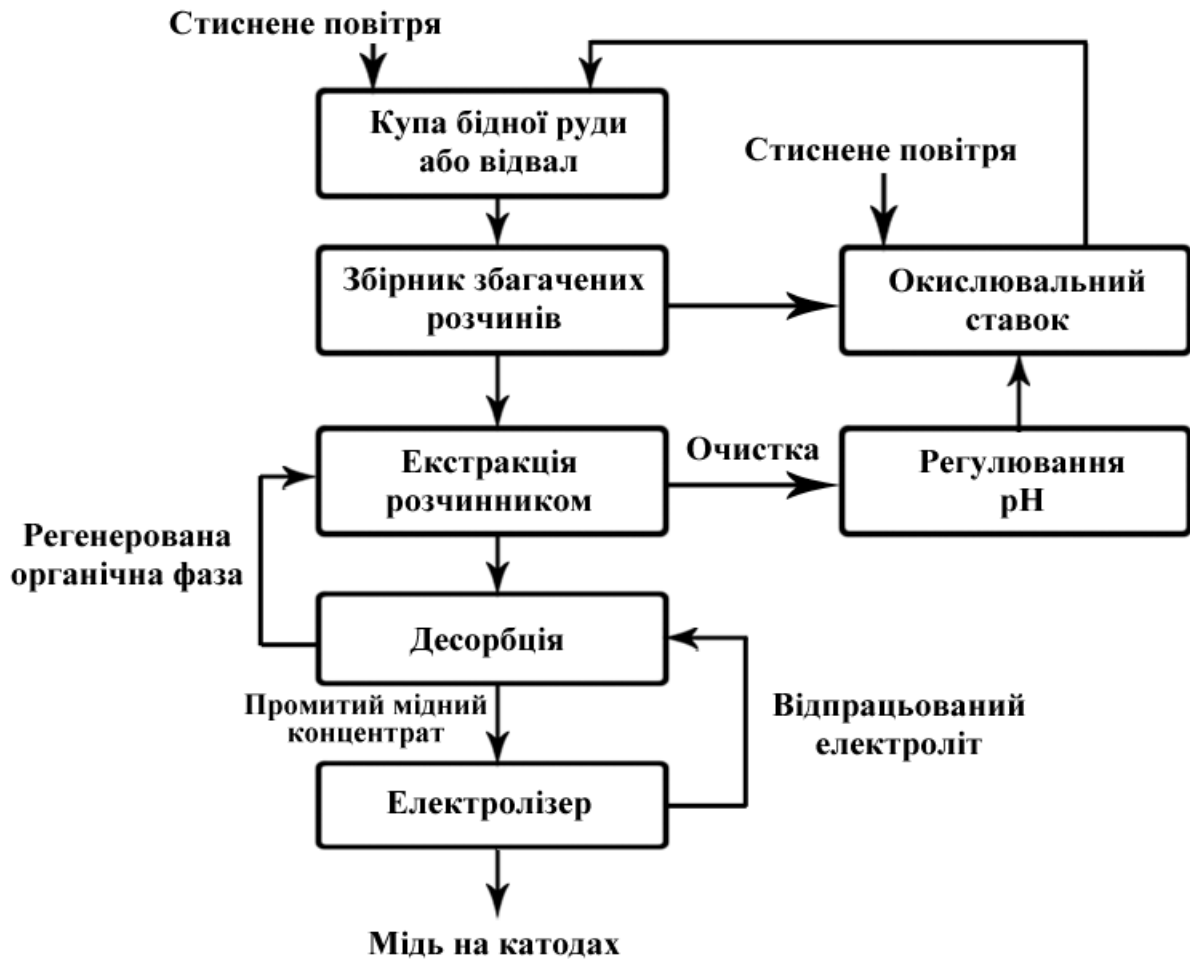 Стиснене повітря
Купа бідної руди
або відвал
Стиснене повітря
Збірник збагачених
розчинів
Окислювальний
ставок
Екстракція
розчинником
Очистка
Регулювання
pH
Регенерована
органічна фаза
Десорбція
Промитий мідний
концентрат
Відпрацьований
електроліт
Електролізер
Мідь на катодах